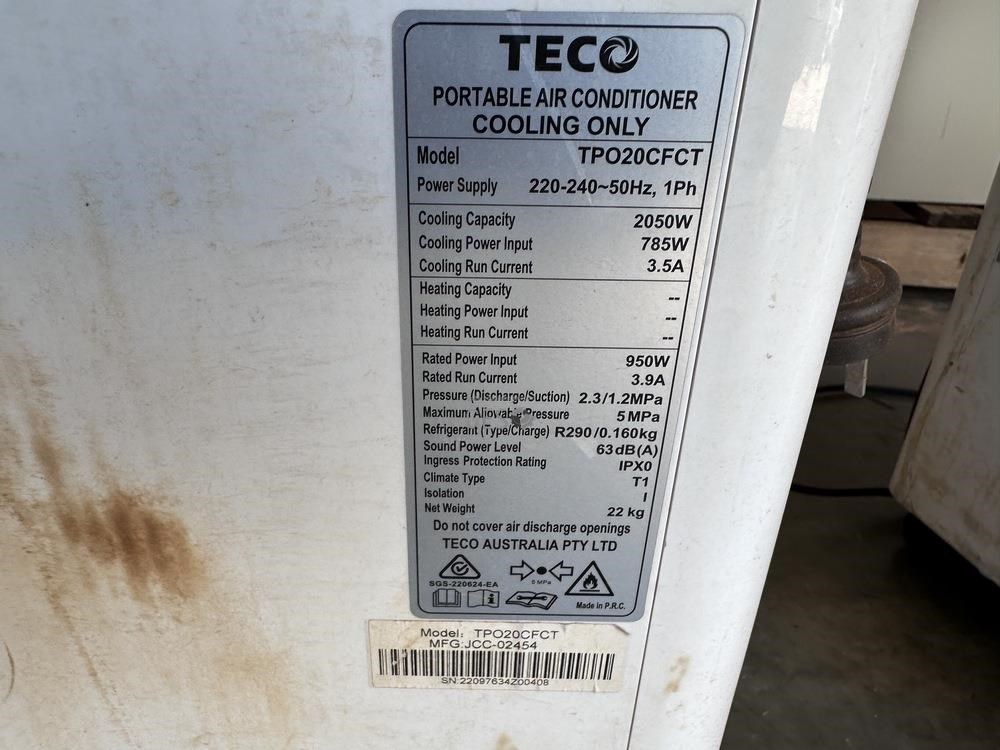 TECO
PORTABLE AIR CONDITIONER
COOLING ONLY
Model TPO20CFCT
Power Supply 220-240~50Hz, 1Ph
Cooling Capacity 2050W
Cooling Power Input 785W
Cooling Run Current 3.5A
Heating Capacity --
Heating Power Input --
Heating Run Current --
Rated Power Input 950W
Rated Run Current 3.9A
Pressure (Discharge/Suction) 2.3/1.2MPa
Maximum Allowable Pressure 5MPa
Refrigerant (Type/Charge) R290/0.160kg
Sound Power Level 63dB(A)
Ingress Protection Rating IPX0
Climate Type T1
Isolation I
Net Weight 22 kg
Do not cover air discharge openings
TECO AUSTRALIA PTY LTD
SGS-220624-EA
5 MPa
Made in P.R.C.
Model: TPO20CFCT
MFG:JCC-02454
SN:22097634Z00408